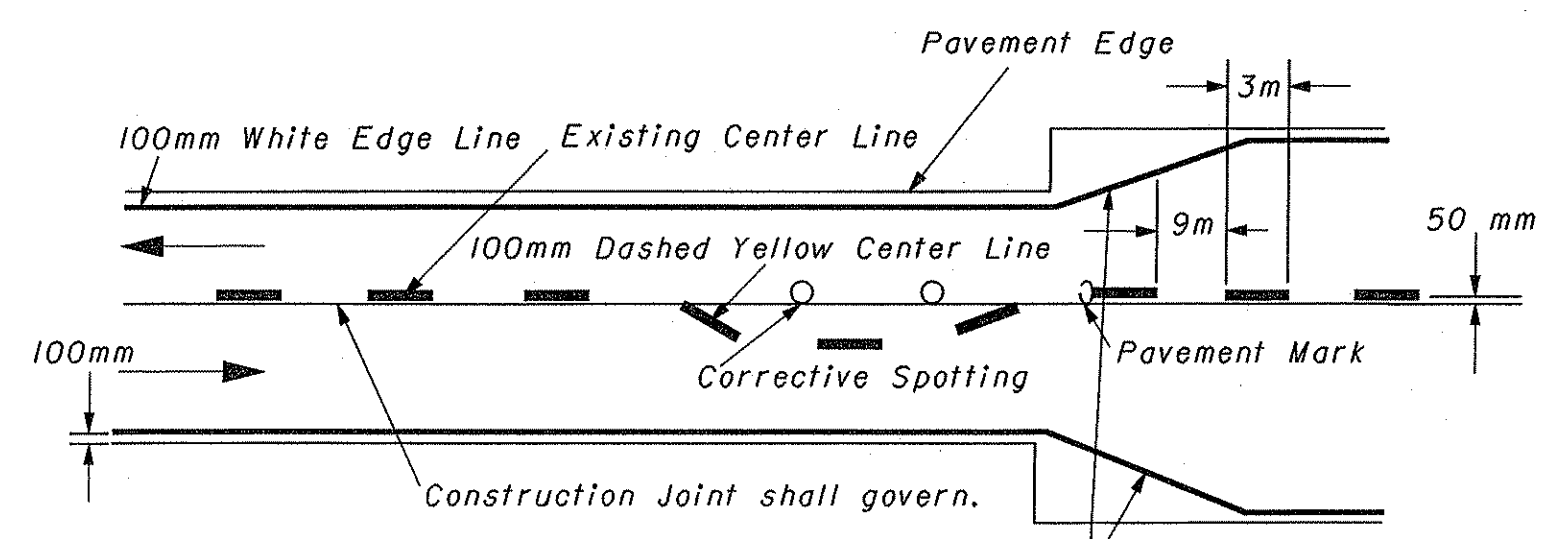 Pavement Edge
3m
100mm White Edge Line
Existing Center Line
9m
50 mm
100mm Dashed Yellow Center Line
100mm
Pavement Mark
Corrective Spotting
Construction Joint shall govern.